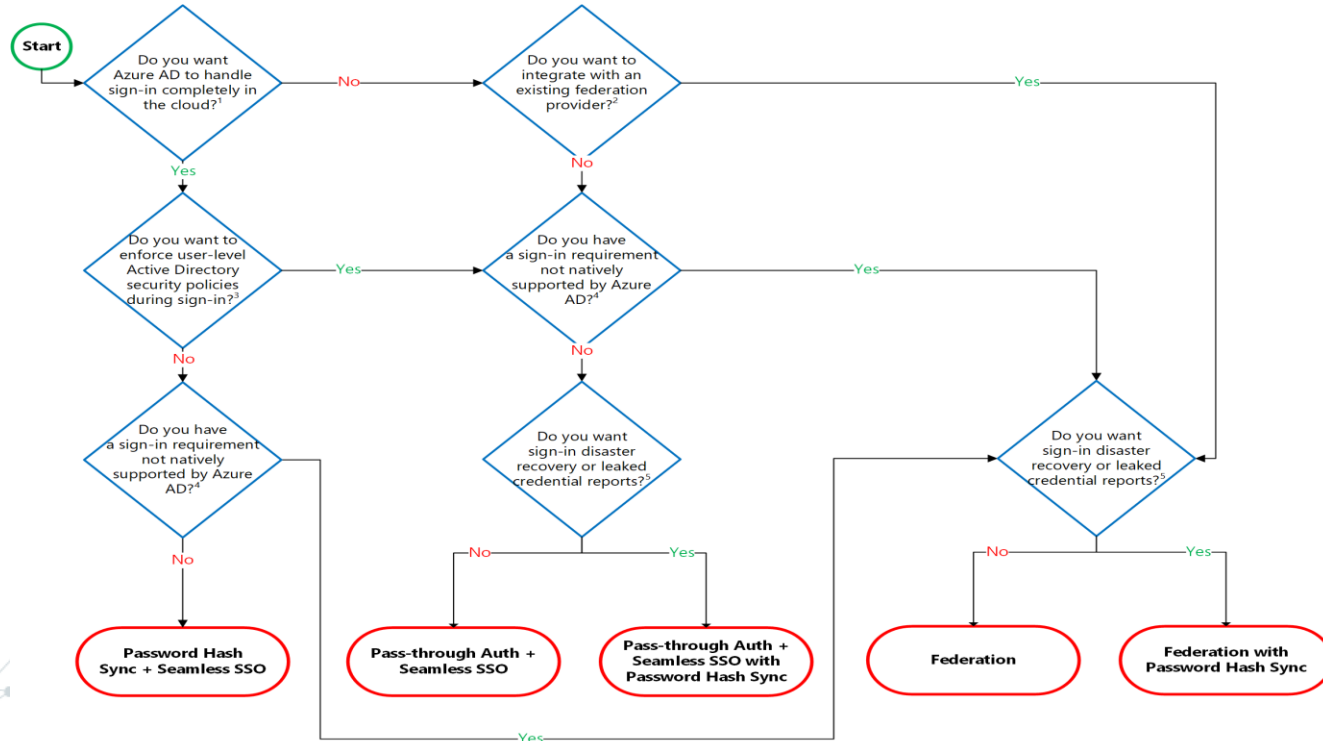 Start
Do you want
Azure AD to handle
sign-in completely in
the cloud?¹
No
Do you want to
integrate with an
existing federation
provider?²
Yes
Yes
No
Do you want to
enforce user-level
Active Directory
security policies
during sign-in?³
Yes
Do you have
a sign-in requirement
not natively
supported by Azure
AD?⁴
Yes
No
No
Do you have
a sign-in requirement
not natively
supported by Azure
AD?⁴
Do you want
sign-in disaster
recovery or leaked
credential reports?⁵
Do you want
sign-in disaster
recovery or leaked
credential reports?⁵
No
No
Yes
No
Yes
Password Hash
Sync + Seamless SSO
Pass-through Auth +
Seamless SSO
Pass-through Auth +
Seamless SSO with
Password Hash Sync
Federation
Federation with
Password Hash Sync
Yes